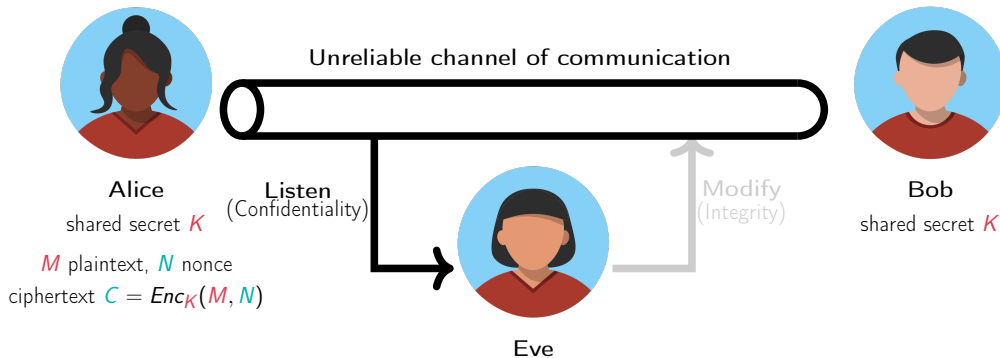 Unreliable channel of communication
Alice
shared secret K
M plaintext, N nonce
ciphertext C = Enc_K(M, N)
Listen
(Confidentiality)
Modify
(Integrity)
Eve
Bob
shared secret K